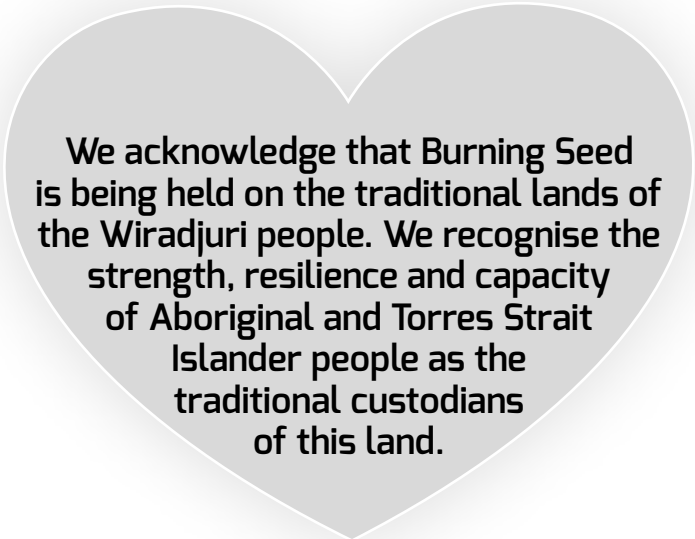 We acknowledge that Burning Seed
is being held on the traditional lands of
the Wiradjuri people. We recognise the
strength, resilience and capacity
of Aboriginal and Torres Strait
Islander people as the
traditional custodians
of this land.